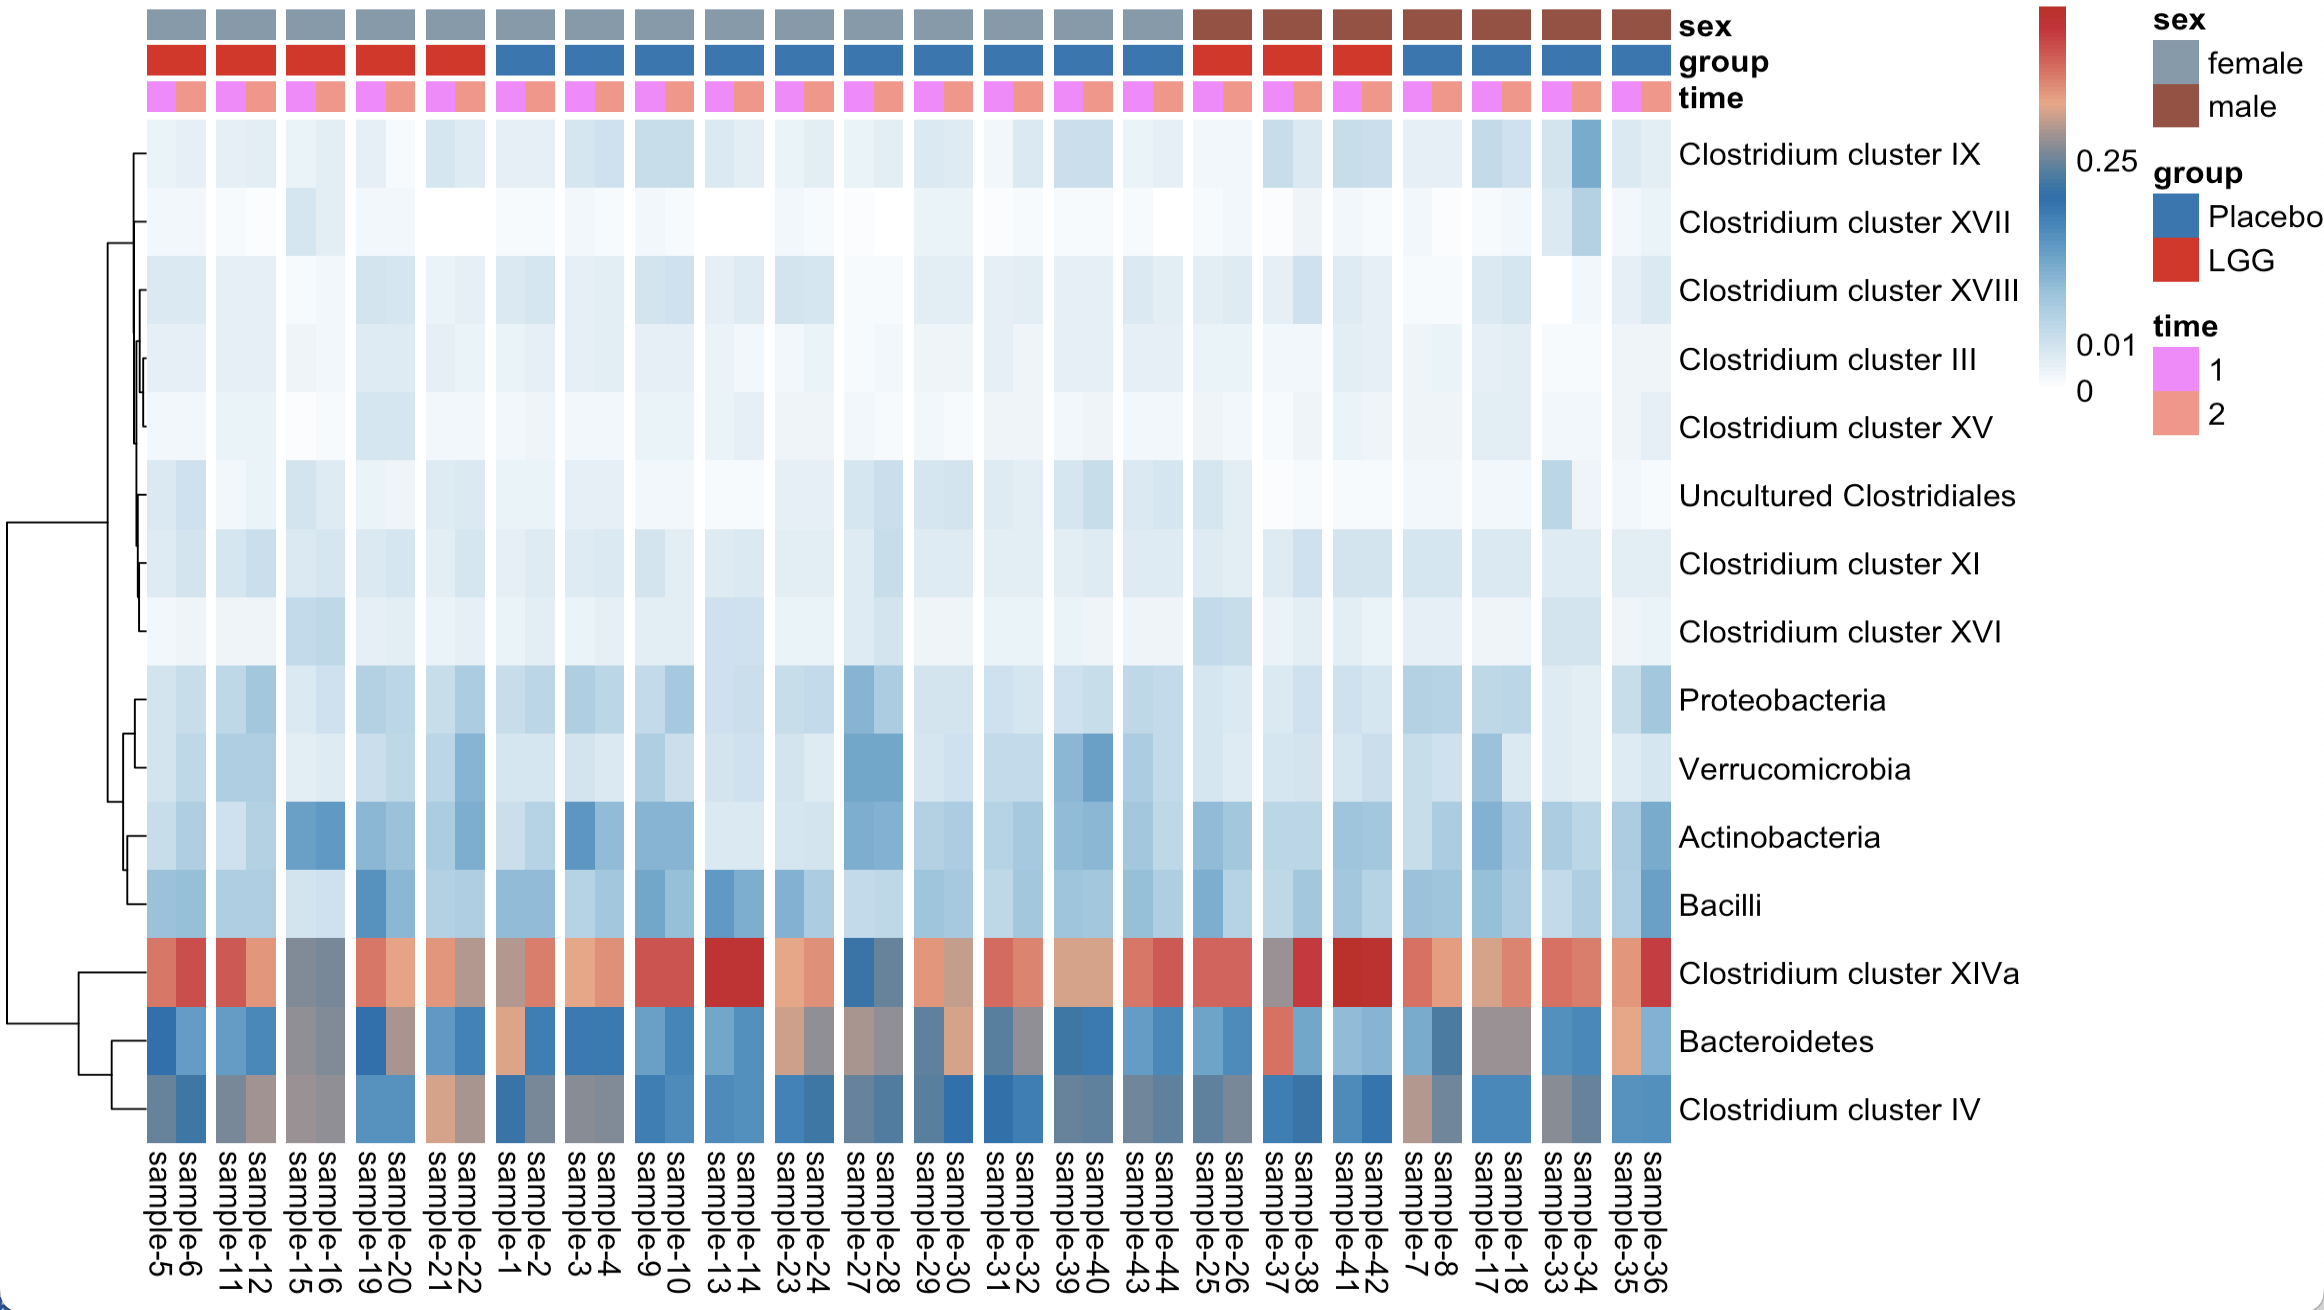 sex
group
time
Clostridium cluster IX
Clostridium cluster XVII
Clostridium cluster XVIII
Clostridium cluster III
Clostridium cluster XV
Uncultured Clostridiales
Clostridium cluster XI
Clostridium cluster XVI
Proteobacteria
Verrucomicrobia
Actinobacteria
Bacilli
Clostridium cluster XIVa
Bacteroidetes
Clostridium cluster IV
sample-5
sample-6
sample-11
sample-12
sample-15
sample-16
sample-19
sample-20
sample-21
sample-22
sample-1
sample-2
sample-3
sample-4
sample-9
sample-10
sample-13
sample-14
sample-23
sample-24
sample-27
sample-28
sample-29
sample-30
sample-31
sample-32
sample-39
sample-40
sample-43
sample-44
sample-25
sample-26
sample-37
sample-38
sample-41
sample-42
sample-7
sample-8
sample-17
sample-18
sample-33
sample-34
sample-35
sample-36
0.25
0.01
0
sex
female
male
group
Placebo
LGG
time
1
2